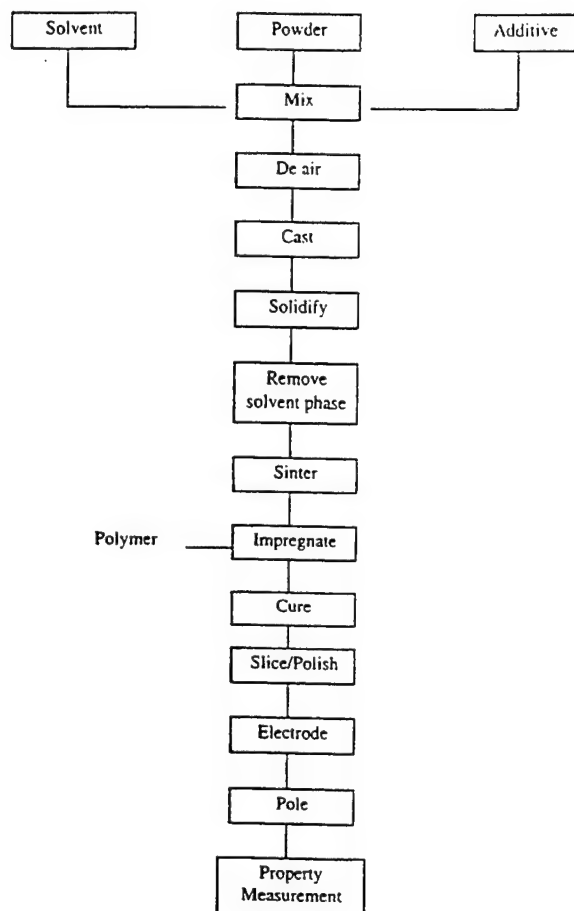 Solvent
Powder
Additive
Mix
De air
Cast
Solidify
Remove
solvent phase
Sinter
Polymer
Impregnate
Cure
Slice/Polish
Electrode
Pole
Property
Measurement